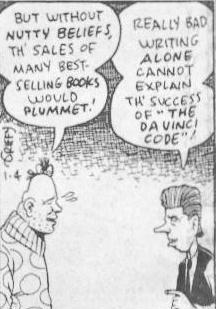 BUT WITHOUT
NUTTY BELIEFS,
TH' SALES OF
MANY BEST-
SELLING BOOKS
WOULD
PLUMMET!
REALLY BAD
WRITING
ALONE
CANNOT
EXPLAIN
TH' SUCCESS
OF "THE
DA VINCI
CODE"!
1-4